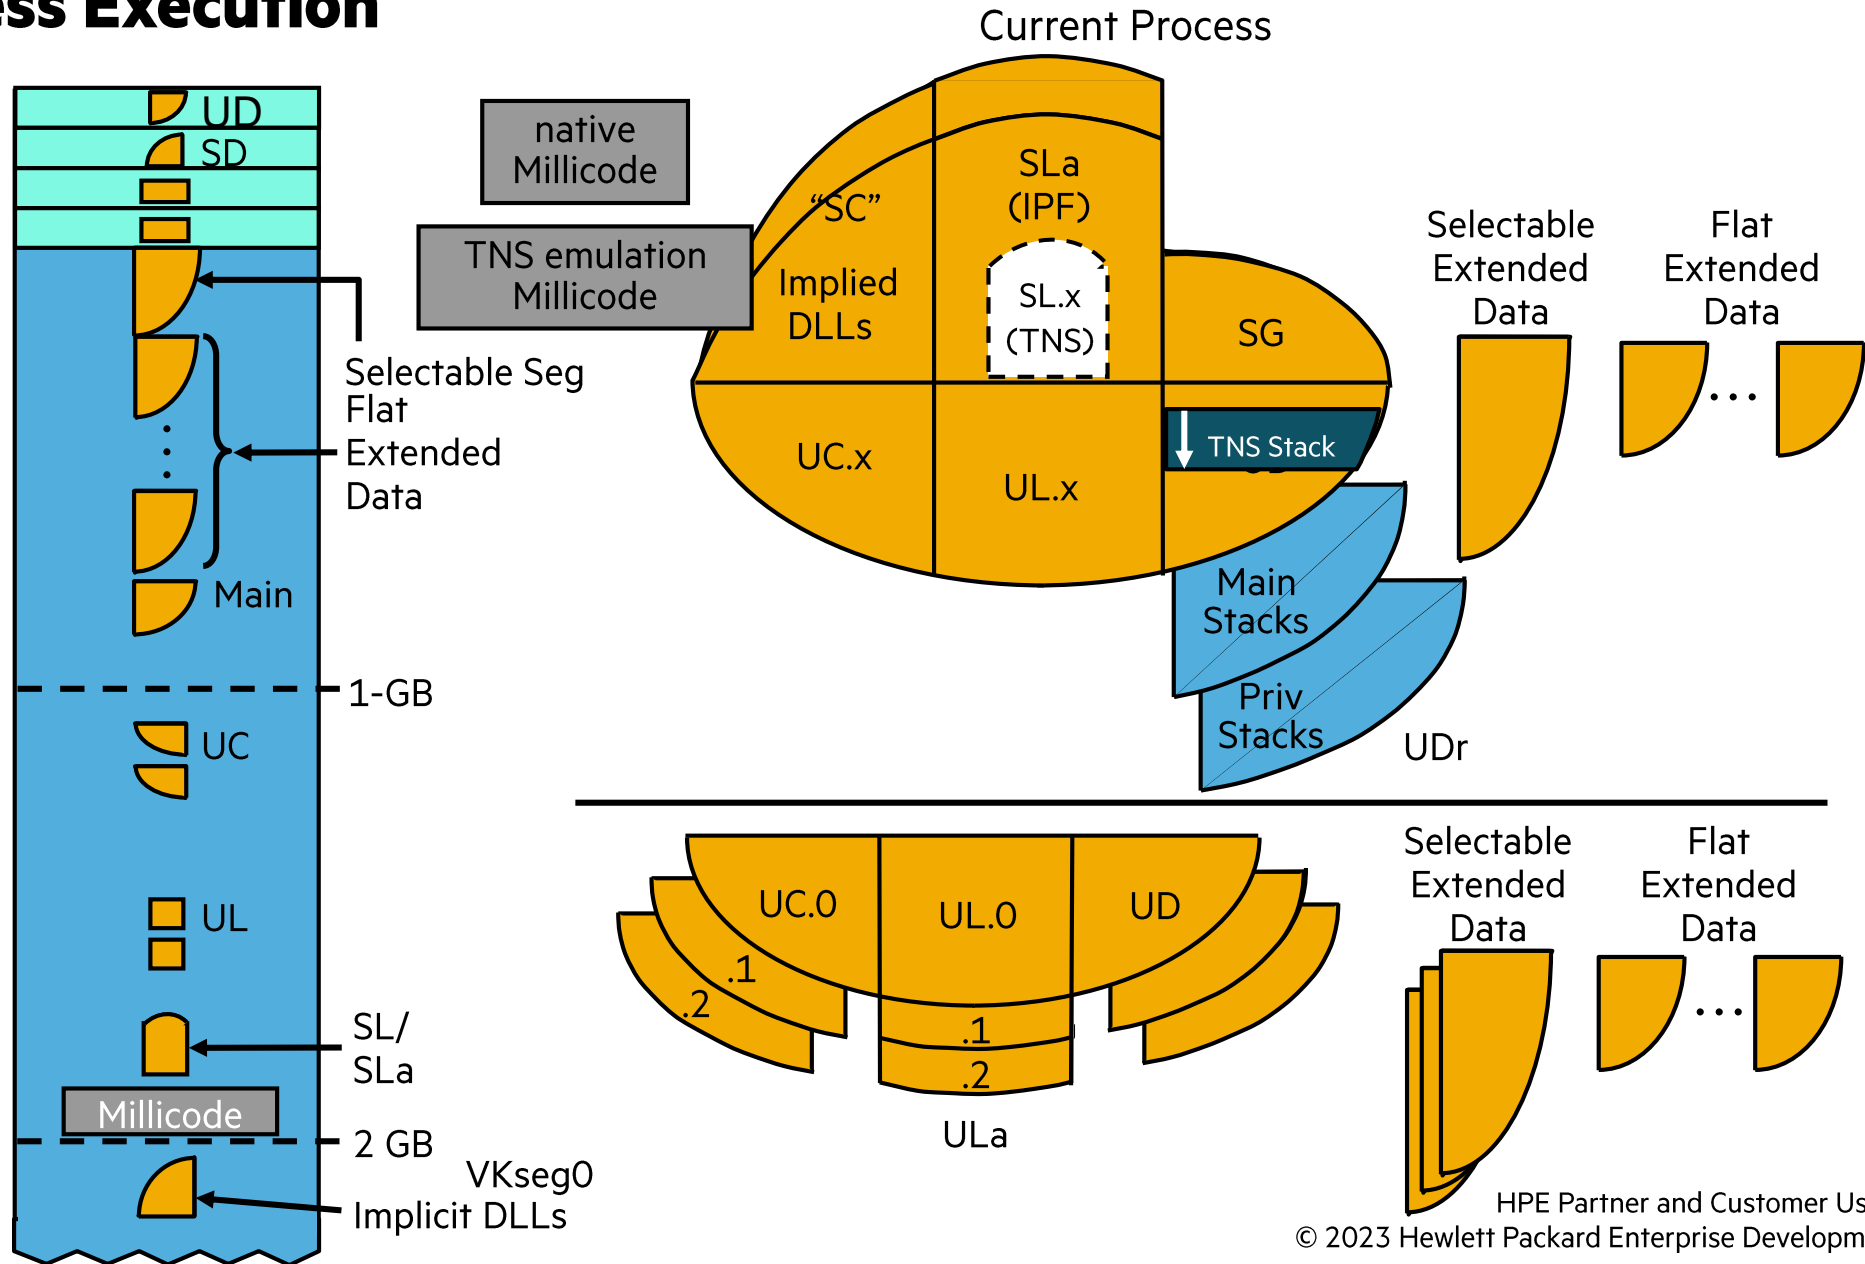 ess Execution
Current Process
UD
SD
native
Millicode
TNS emulation
Millicode
“SC”
Implied
DLLs
SLa
(IPF)
SL.x
(TNS)
SG
UC.x
UL.x
TNS Stack
Main
Stacks
Priv
Stacks
UDr
Selectable
Extended
Data
Flat
Extended
Data
...
Selectable Seg
Flat
Extended
Data
Main
1-GB
UC
UL
SL/
SLa
Millicode
2 GB
VKseg0
Implicit DLLs
UC.0
UL.0
UD
.1
.2
.1
.2
ULa
Selectable
Extended
Data
Flat
Extended
Data
...
HPE Partner and Customer Us
© 2023 Hewlett Packard Enterprise Developm